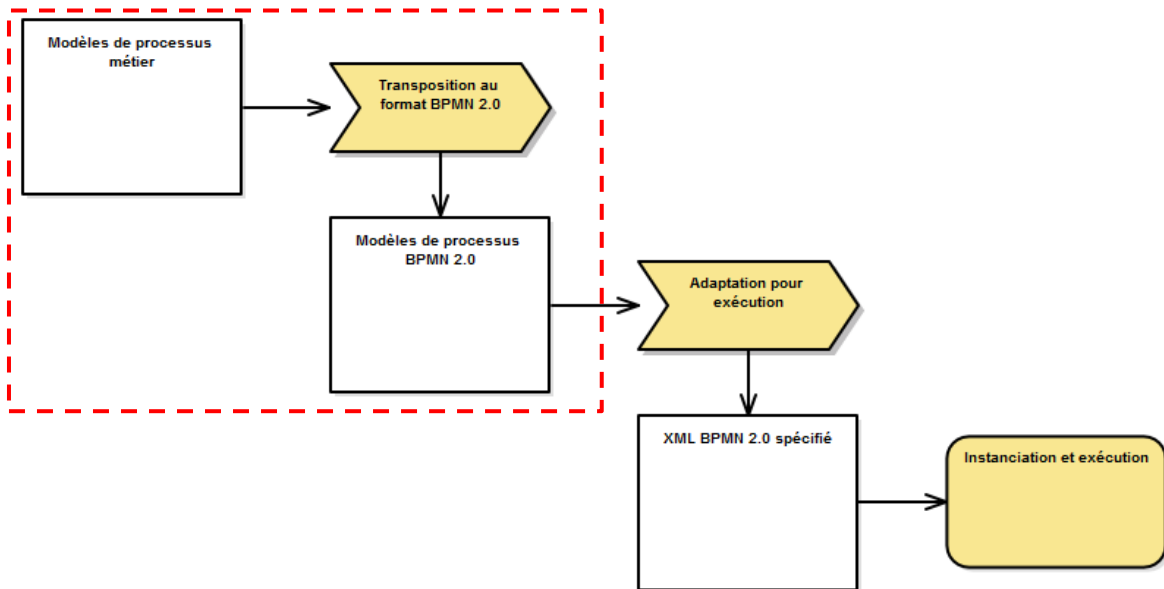 Modèles de processus
métier
Transposition au
format BPMN 2.0
Modèles de processus
BPMN 2.0
Adaptation pour
exécution
XML BPMN 2.0 spécifié
Instanciation et exécution